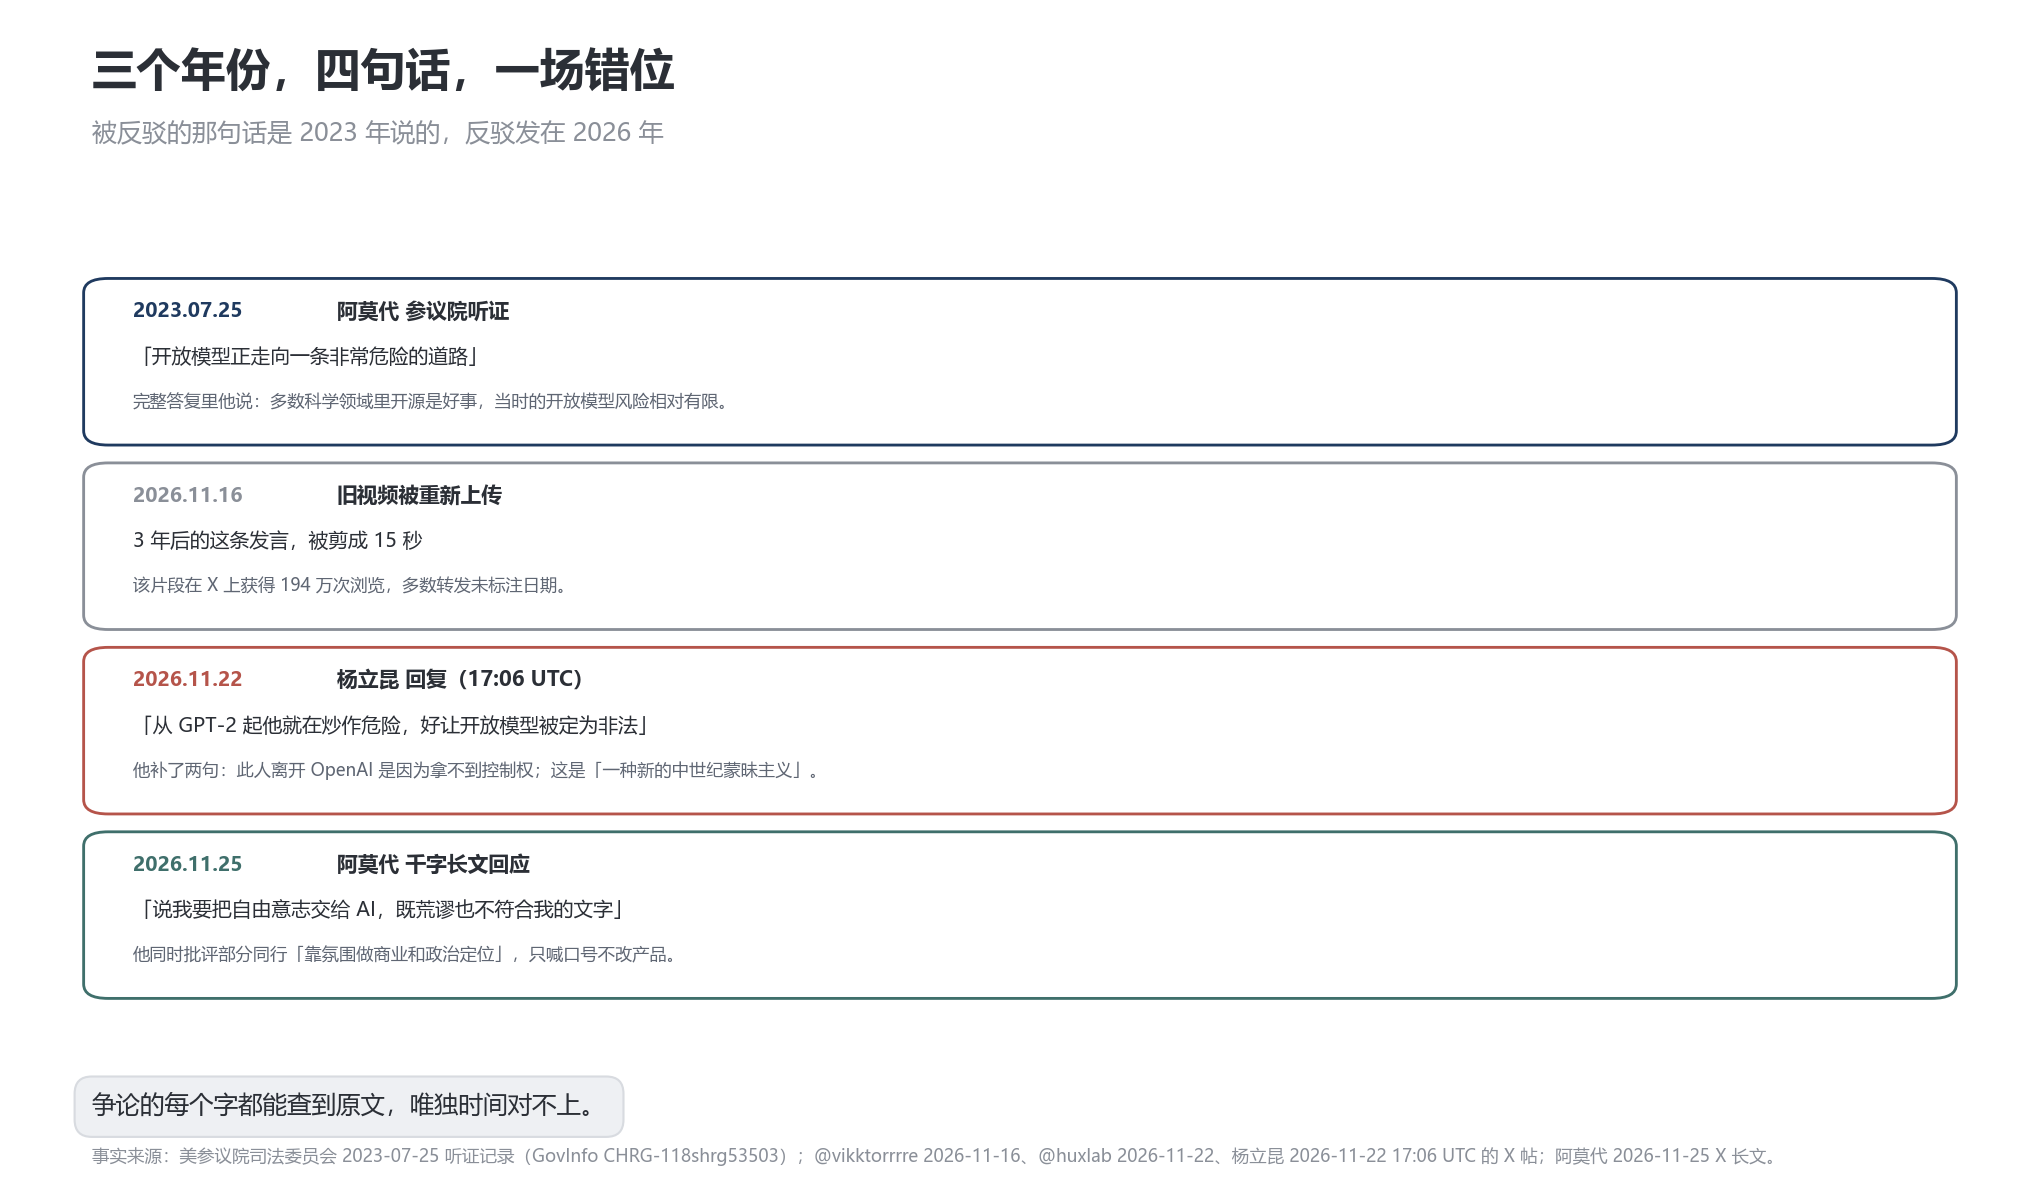 三个年份，四句话，一场错位
被反驳的那句话是 2023 年说的，反驳发在 2026 年
2023.07.25 阿莫代 参议院听证
「开放模型正走向一条非常危险的道路」
完整答复里他说：多数科学领域里开源是好事，当时的开放模型风险相对有限。
2026.11.16 旧视频被重新上传
3 年后的这条发言，被剪成 15 秒
该片段在 X 上获得 194 万次浏览，多数转发未标注日期。
2026.11.22 杨立昆 回复（17:06 UTC）
「从 GPT-2 起他就在炒作危险，好让开放模型被定为非法」
他补了两句：此人离开 OpenAI 是因为拿不到控制权；这是「一种新的中世纪蒙昧主义」。
2026.11.25 阿莫代 千字长文回应
「说我要把自由意志交给 AI，既荒谬也不符合我的文字」
他同时批评部分同行「靠氛围做商业和政治定位」，只喊口号不改产品。
争论的每个字都能查到原文，唯独时间对不上。
事实来源：美参议院司法委员会 2023-07-25 听证记录（GovInfo CHRG-118shrg53503）；@vikktorrrre 2026-11-16、@huxlab 2026-11-22、杨立昆 2026-11-22 17:06 UTC 的 X 帖；阿莫代 2026-11-25 X 长文。